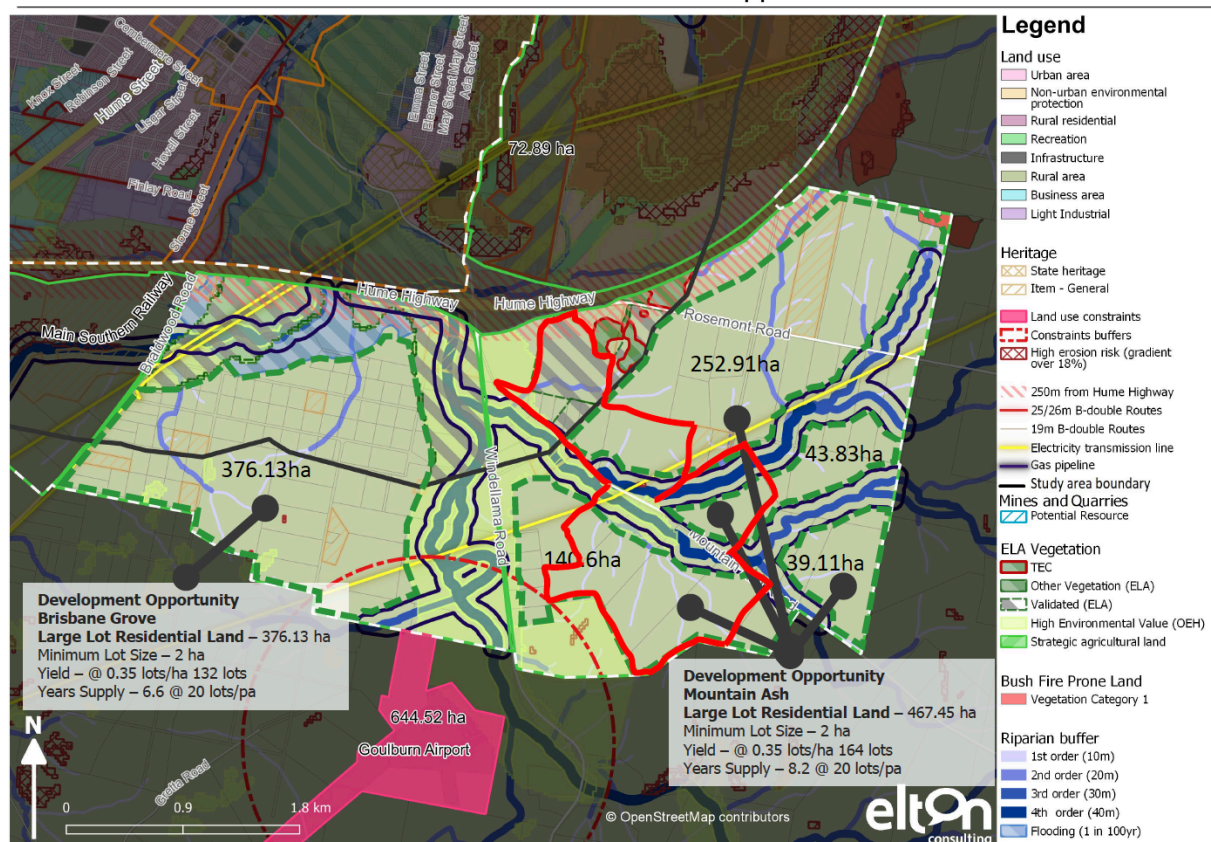 Combermere Street
Knox Street
Robinson Street
Hume Street
Lisgar Street
Hovell Street
Finlay Road
Sloane Street
Emma Street
Eleanor Street
May Street May Street
Ada Street
72.89 ha
Main Southern Railway
Braidwood Road
Hume Highway
Hume Highway
Rosemont Road
252.91ha
376.13ha
43.83ha
Windellama Road
140.6ha
Mountain
39.11ha
Development Opportunity
Brisbane Grove
Large Lot Residential Land – 376.13 ha
Minimum Lot Size – 2 ha
Yield – @ 0.35 lots/ha 132 lots
Years Supply – 6.6 @ 20 lots/pa
Development Opportunity
Mountain Ash
Large Lot Residential Land – 467.45 ha
Minimum Lot Size – 2 ha
Yield – @ 0.35 lots/ha 164 lots
Years Supply – 8.2 @ 20 lots/pa
644.52 ha
Goulburn Airport
N
0 0.9 1.8 km
© OpenStreetMap contributors
elton
consulting
Legend
Land use
Urban area
Non-urban environmental
protection
Rural residential
Recreation
Infrastructure
Rural area
Business area
Light Industrial
Heritage
State heritage
Item - General
Land use constraints
Constraints buffers
High erosion risk (gradient
over 18%)
250m from Hume Highway
25/26m B-double Routes
19m B-double Routes
Electricity transmission line
Gas pipeline
Study area boundary
Mines and Quarries
Potential Resource
ELA Vegetation
TEC
Other Vegetation (ELA)
Validated (ELA)
High Environmental Value (OEH)
Strategic agricultural land
Bush Fire Prone Land
Vegetation Category 1
Riparian buffer
1st order (10m)
2nd order (20m)
3rd order (30m)
4th order (40m)
Flooding (1 in 100yr)